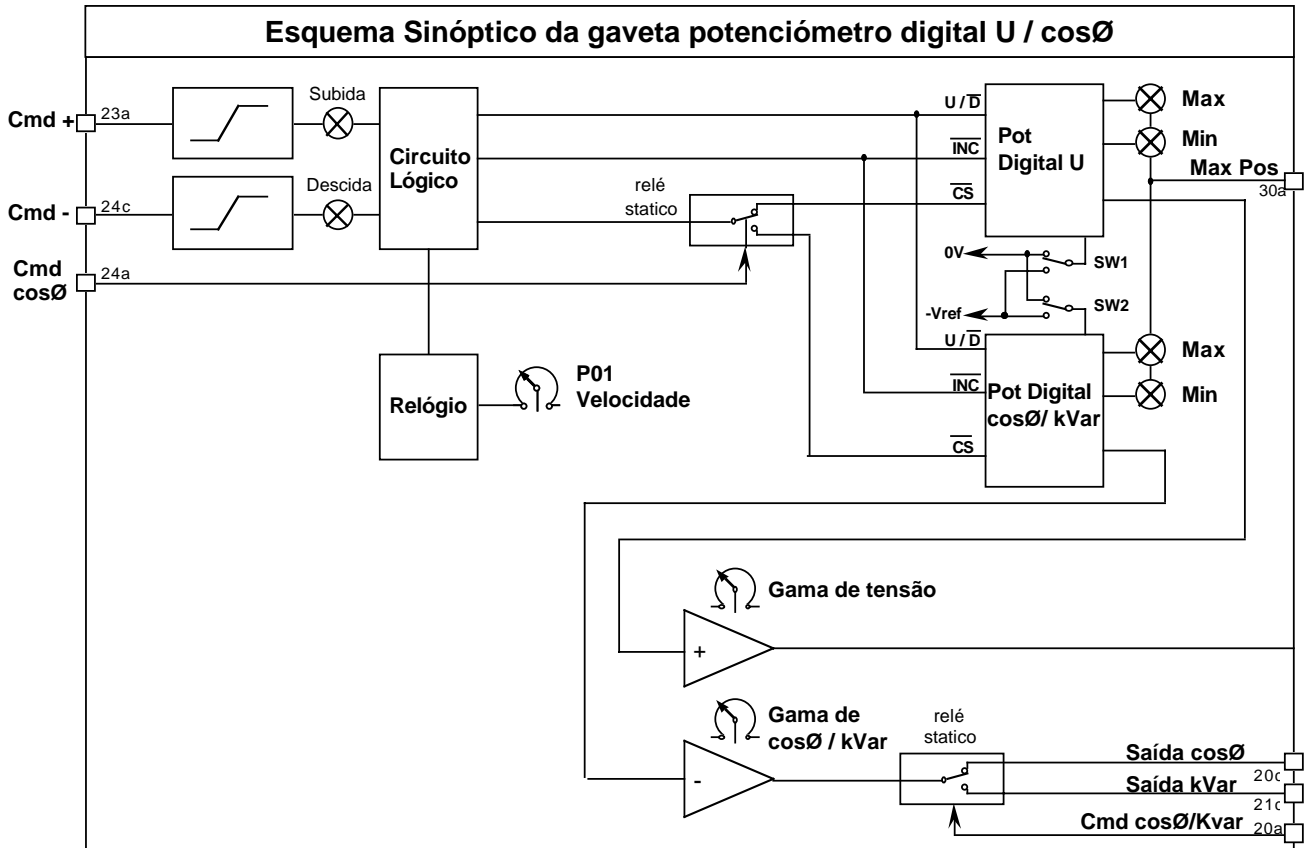 Esquema Sinóptico da gaveta potenciómetro digital U / cosØ
Cmd +
23a
Subida
Circuito
Lógico
U / D
INC
CS
Pot
Digital U
Max
Min
Max Pos
30a
Cmd -
24c
Descida
relé
statico
Cmd
cosØ
24a
0V
SW1
-Vref
SW2
Relógio
P01
Velocidade
U / D
INC
CS
Pot Digital
cosØ/ kVar
Max
Min
Gama de tensão
+
Gama de
cosØ / kVar
-
relé
statico
Saída cosØ
20c
Saída kVar
21c
Cmd cosØ/Kvar
20a